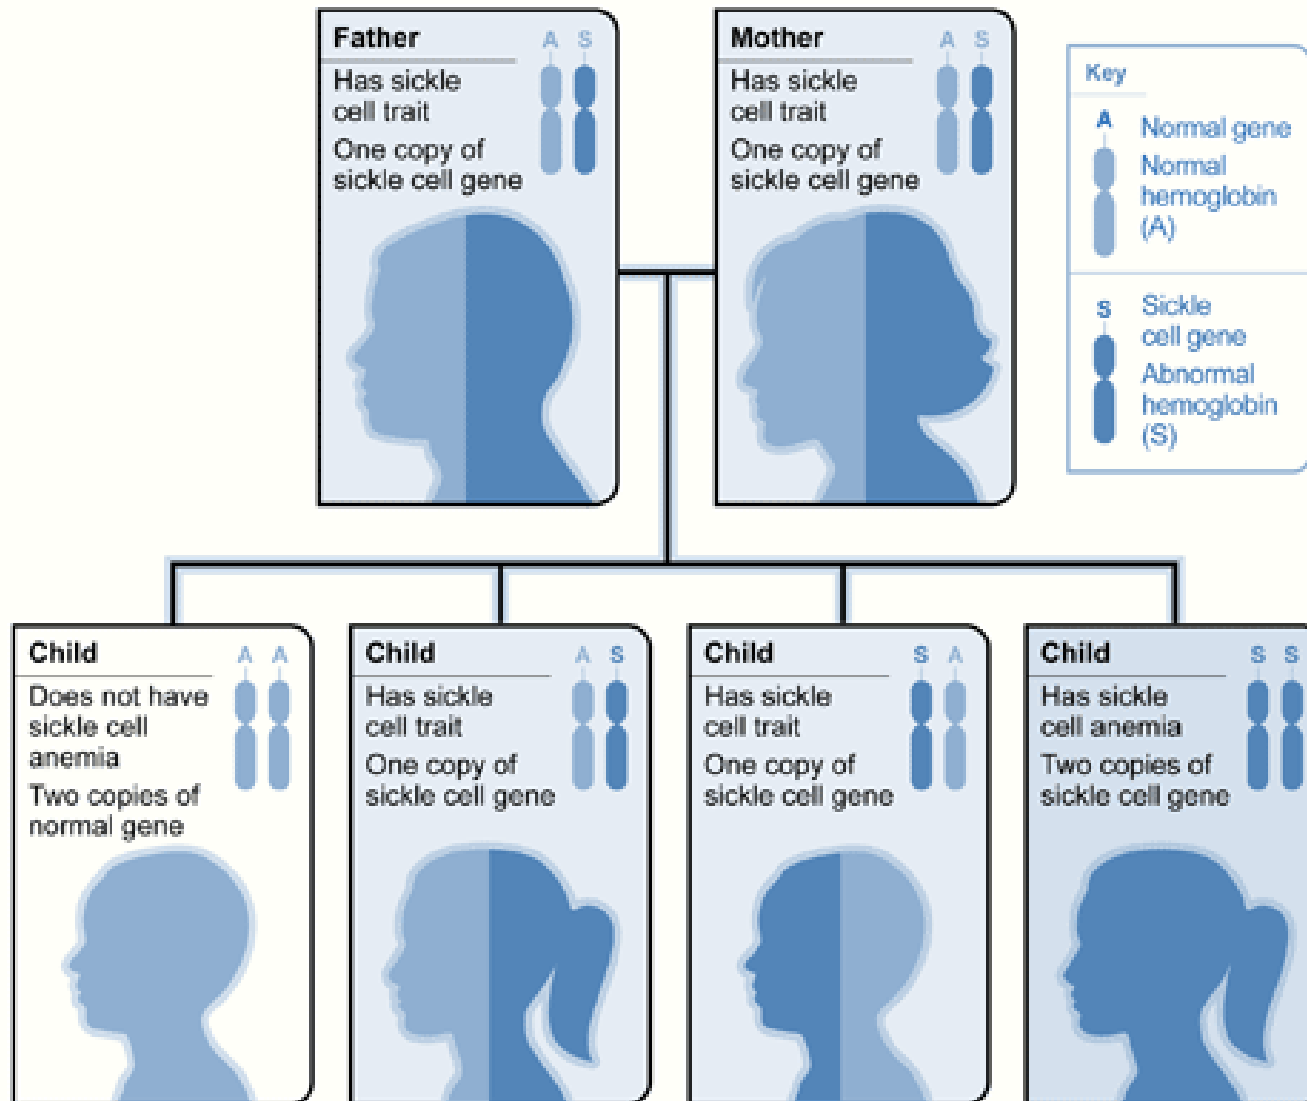 Father
A S
Has sickle
cell trait
One copy of
sickle cell gene
Mother
A S
Has sickle
cell trait
One copy of
sickle cell gene
Key
A
Normal gene
Normal
hemoglobin
(A)
S
Sickle
cell gene
Abnormal
hemoglobin
(S)
Child
A A
Does not have
sickle cell
anemia
Two copies of
normal gene
Child
A S
Has sickle
cell trait
One copy of
sickle cell gene
Child
S A
Has sickle
cell trait
One copy of
sickle cell gene
Child
S S
Has sickle
cell anemia
Two copies of
sickle cell gene